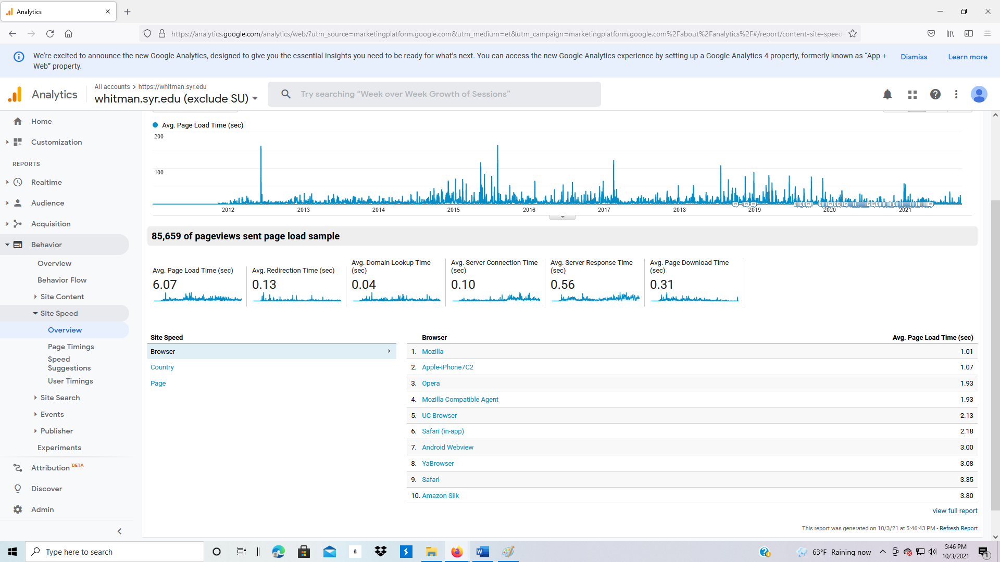 Analytics
https://analytics.google.com/analytics/web/?utm_source=marketingplatform.google.com&utm_medium=et&utm_campaign=marketingplatform.google.com%2Fabout%2Fanalytics%2F#/report/content-site-speed
We're excited to announce the new Google Analytics, designed to give you the essential insights you need to be ready for what's next. You can access the new Google Analytics experience by setting up a Google Analytics 4 property, formerly known as “App +
Web” property.
Dismiss
Learn more
Analytics
All accounts > https://whitman.syr.edu
whitman.syr.edu (exclude SU)
Try searching “Week over Week Growth of Sessions”
Home
Customization
REPORTS
Realtime
Audience
Acquisition
Behavior
Overview
Behavior Flow
Site Content
Site Speed
Overview
Page Timings
Speed
Suggestions
User Timings
Site Search
Events
Publisher
Experiments
Attribution BETA
Discover
Admin
Avg. Page Load Time (sec)
200
100
2012 2013 2014 2015 2016 2017 2018 2019 2020 2021
85,659 of pageviews sent page load sample
Avg. Page Load Time (sec)
6.07
Avg. Redirection Time (sec)
0.13
Avg. Domain Lookup Time
(sec)
0.04
Avg. Server Connection Time
(sec)
0.10
Avg. Server Response Time
(sec)
0.56
Avg. Page Download Time
(sec)
0.31
Site Speed
Browser
Country
Page
Browser Avg. Page Load Time (sec)
1. Mozilla 1.01
2. Apple-iPhone7C2 1.07
3. Opera 1.93
4. Mozilla Compatible Agent 1.93
5. UC Browser 2.13
6. Safari (in-app) 2.18
7. Android Webview 3.00
8. YaBrowser 3.08
9. Safari 3.35
10. Amazon Silk 3.80
view full report
This report was generated on 10/3/21 at 5:46:43 PM - Refresh Report
Type here to search
a
63°F Raining now
5:46 PM
10/3/2021
1